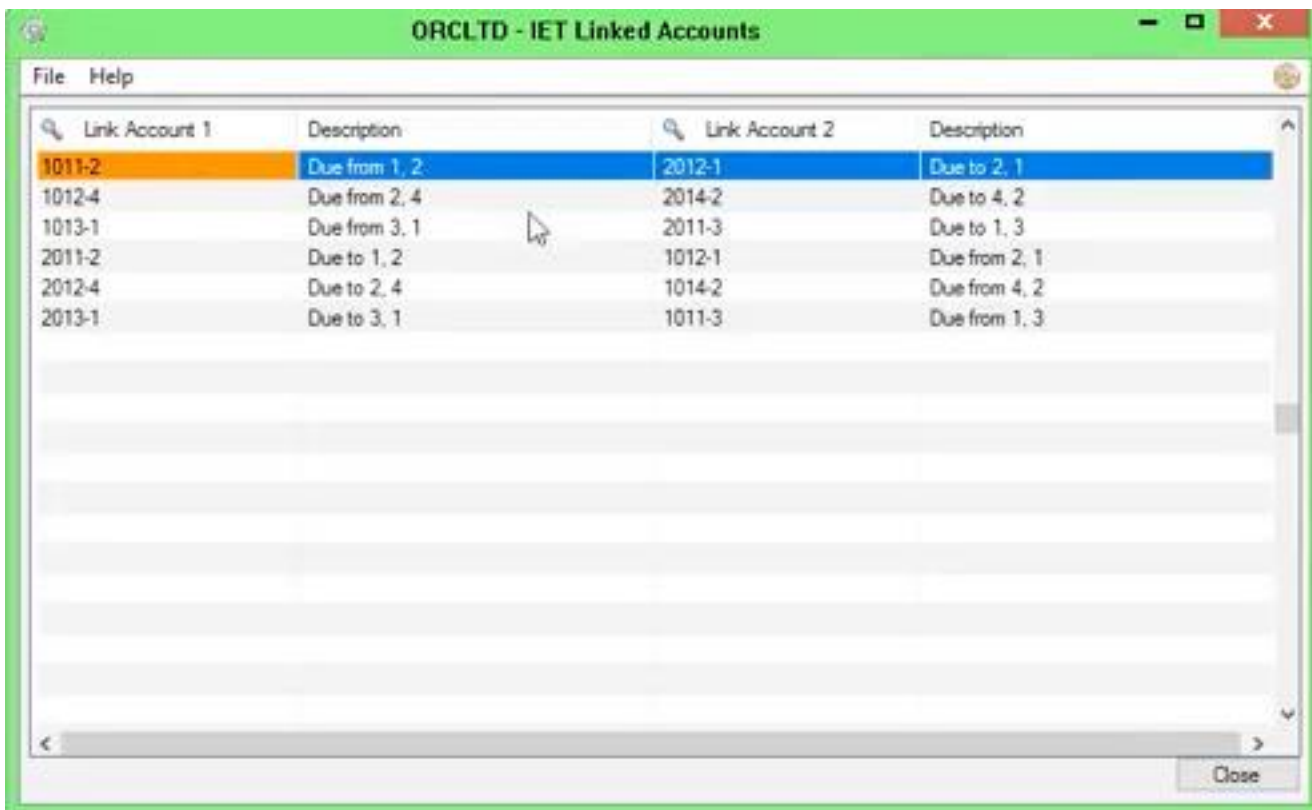 ORCLTD - IET Linked Accounts
File Help
Link Account 1 Description Link Account 2 Description
1011-2 Due from 1, 2 2012-1 Due to 2, 1
1012-4 Due from 2, 4 2014-2 Due to 4, 2
1013-1 Due from 3, 1 2011-3 Due to 1, 3
2011-2 Due to 1, 2 1012-1 Due from 2, 1
2012-4 Due to 2, 4 1014-2 Due from 4, 2
2013-1 Due to 3, 1 1011-3 Due from 1, 3
Close